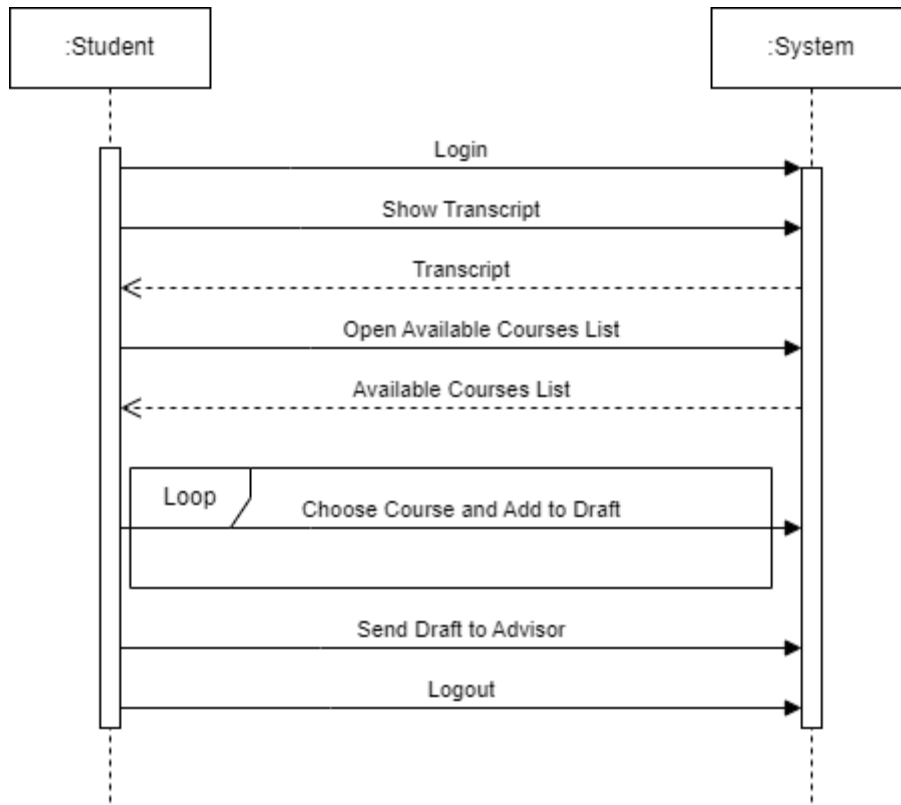 :Student
:System
Login
Show Transcript
Transcript
Open Available Courses List
Available Courses List
Loop
Choose Course and Add to Draft
Send Draft to Advisor
Logout